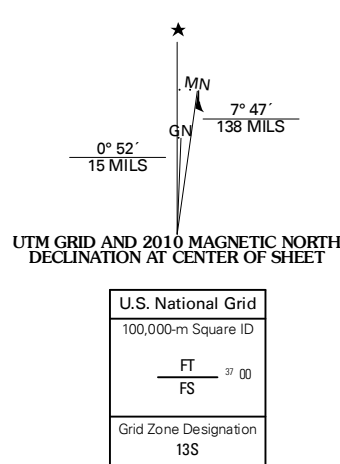 MN
7° 47´
138 MILS
GN
0° 52´
15 MILS
UTM GRID AND 2010 MAGNETIC NORTH
DECLINATION AT CENTER OF SHEET
U.S. National Grid
100,000-m Square ID
FT
37 00
FS
Grid Zone Designation
13S